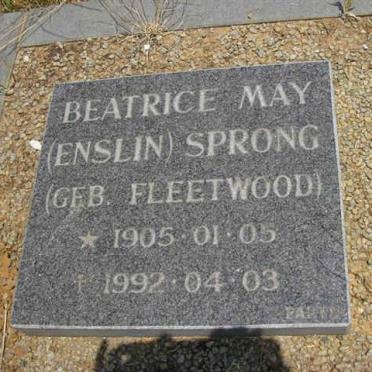 BEATRICE MAY
(ENSLIN) SPRONG
(GEB. FLEETWOOD)
★ 1905·01·05
† 1992·04·03